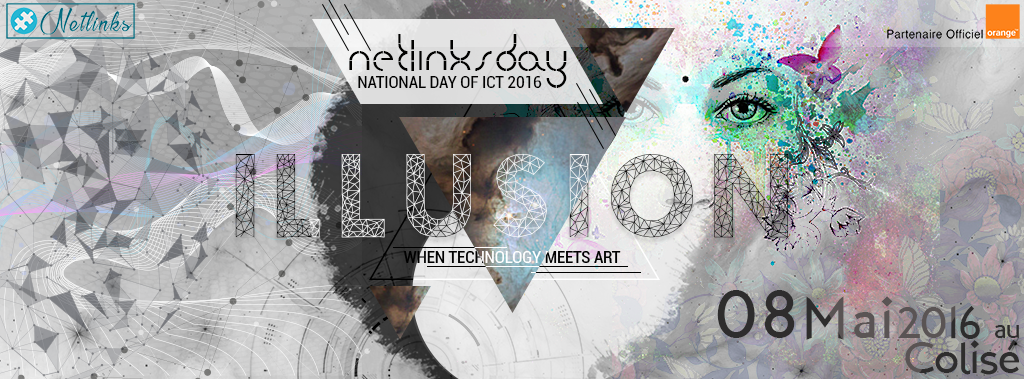 Netlinks
netlinksday
NATIONAL DAY OF ICT 2016
Partenaire Officiel
orange™
ILLUSION
WHEN TECHNOLOGY MEETS ART
08 Mai 2016 au
Colisé